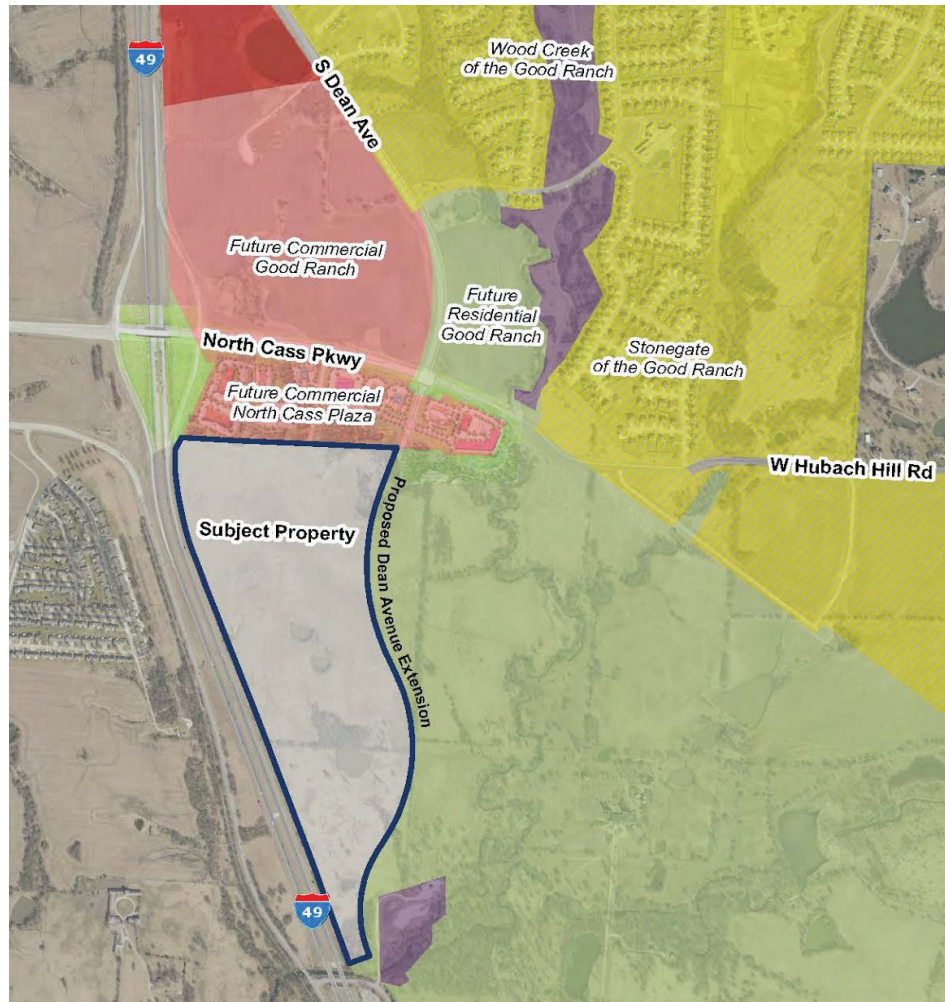 49
S Dean Ave
Wood Creek
of the Good Ranch
Future Commercial
Good Ranch
Future
Residential
Good Ranch
North Cass Pkwy
Stonegate
of the Good Ranch
Future Commercial
North Cass Plaza
W Hubach Hill Rd
Subject Property
Proposed Dean Avenue Extension
49